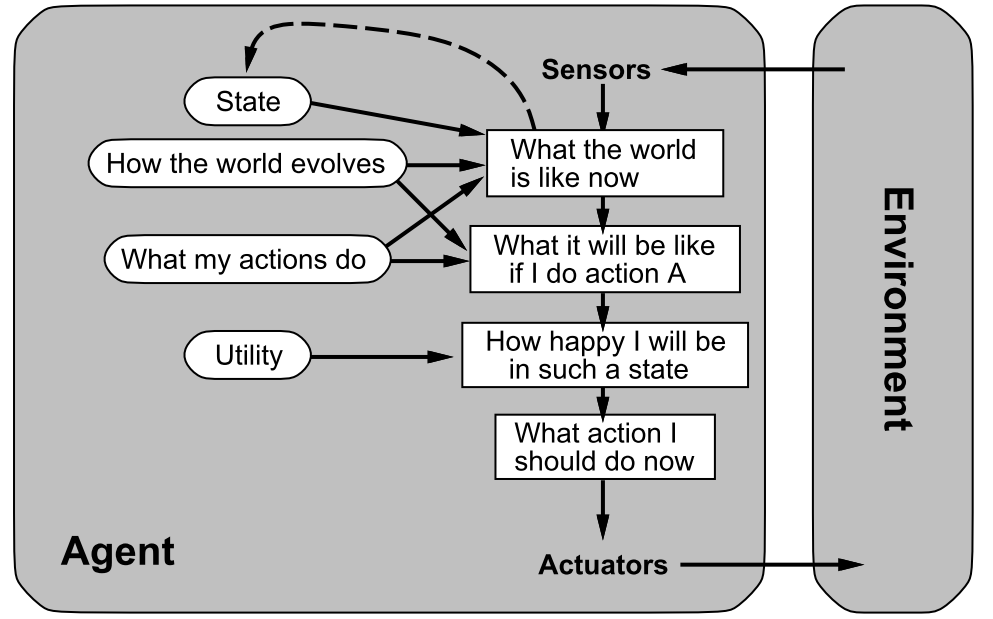 Sensors
State
How the world evolves
What my actions do
Utility
What the world
is like now
What it will be like
if I do action A
How happy I will be
in such a state
What action I
should do now
Actuators
Agent
Environment